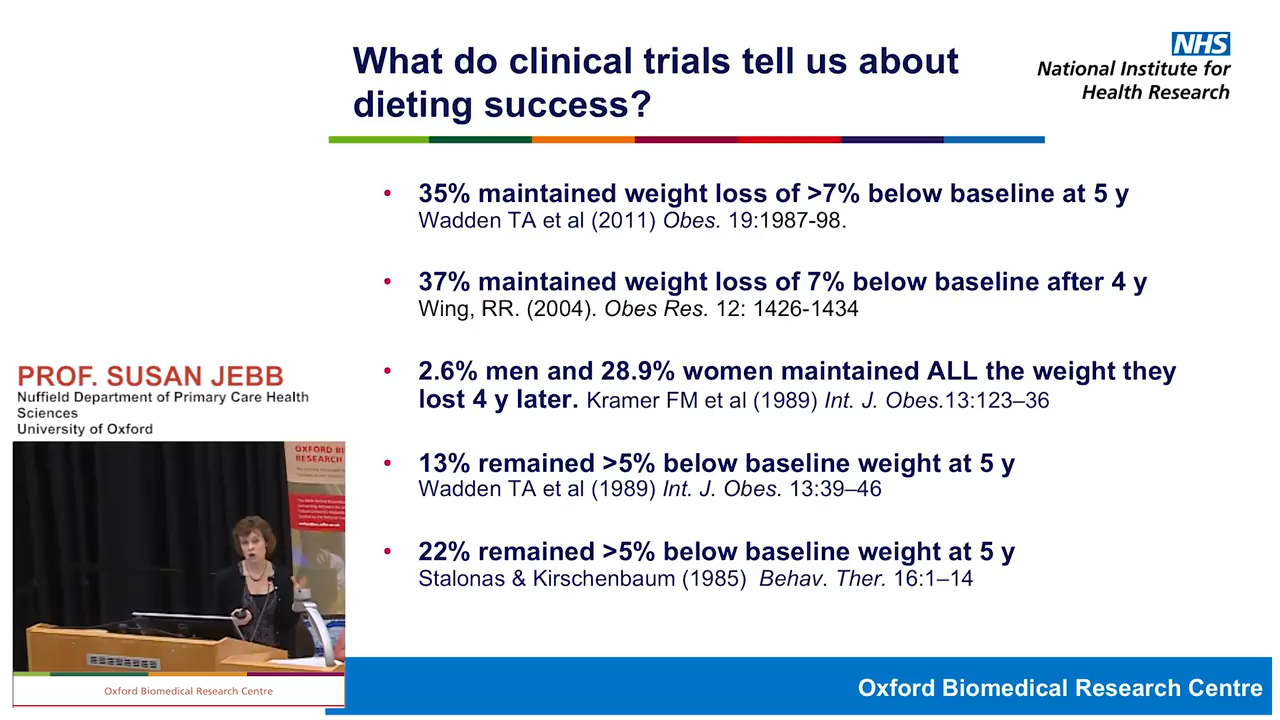 What do clinical trials tell us about
dieting success?
NHS
National Institute for
Health Research
• 35% maintained weight loss of >7% below baseline at 5 y
Wadden TA et al (2011) Obes. 19:1987-98.
• 37% maintained weight loss of 7% below baseline after 4 y
Wing, RR. (2004). Obes Res. 12: 1426-1434
• 2.6% men and 28.9% women maintained ALL the weight they
lost 4 y later. Kramer FM et al (1989) Int. J. Obes.13:123–36
• 13% remained >5% below baseline weight at 5 y
Wadden TA et al (1989) Int. J. Obes. 13:39–46
• 22% remained >5% below baseline weight at 5 y
Stalonas & Kirschenbaum (1985) Behav. Ther. 16:1–14
PROF. SUSAN JEBB
Nuffield Department of Primary Care Health
Sciences
University of Oxford
OXFORD BI
RESEARCH
Oxford Biomedical Research Centre
Oxford Biomedical Research Centre